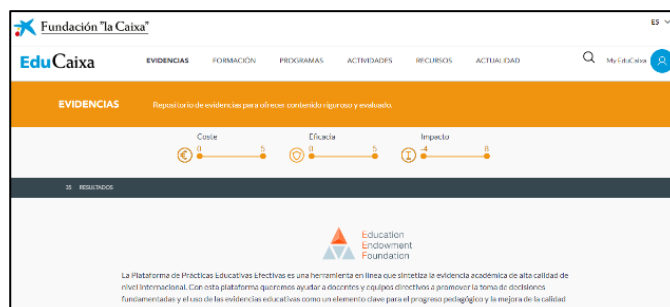 Fundación "la Caixa"
ES
EduCaixa
EVIDENCIAS FORMACIÓN PROGRAMAS ACTIVIDADES RECURSOS ACTUALIDAD My EduCaixa
EVIDENCIAS Repositorio de evidencias para ofrecer contenido riguroso y evaluado.
Coste Eficacia Impacto
0 5 0 5 -4 8
35 RESULTADOS
Education
Endowment
Foundation
La Plataforma de Prácticas Educativas Efectivas es una herramienta en línea que sintetiza la evidencia académica de alta calidad de
nivel internacional. Con esta plataforma queremos ayudar a docentes y equipos directivos a promover la toma de decisiones
fundamentadas y el uso de las evidencias educativas como un elemento clave para el progreso pedagógico y la mejora de la calidad